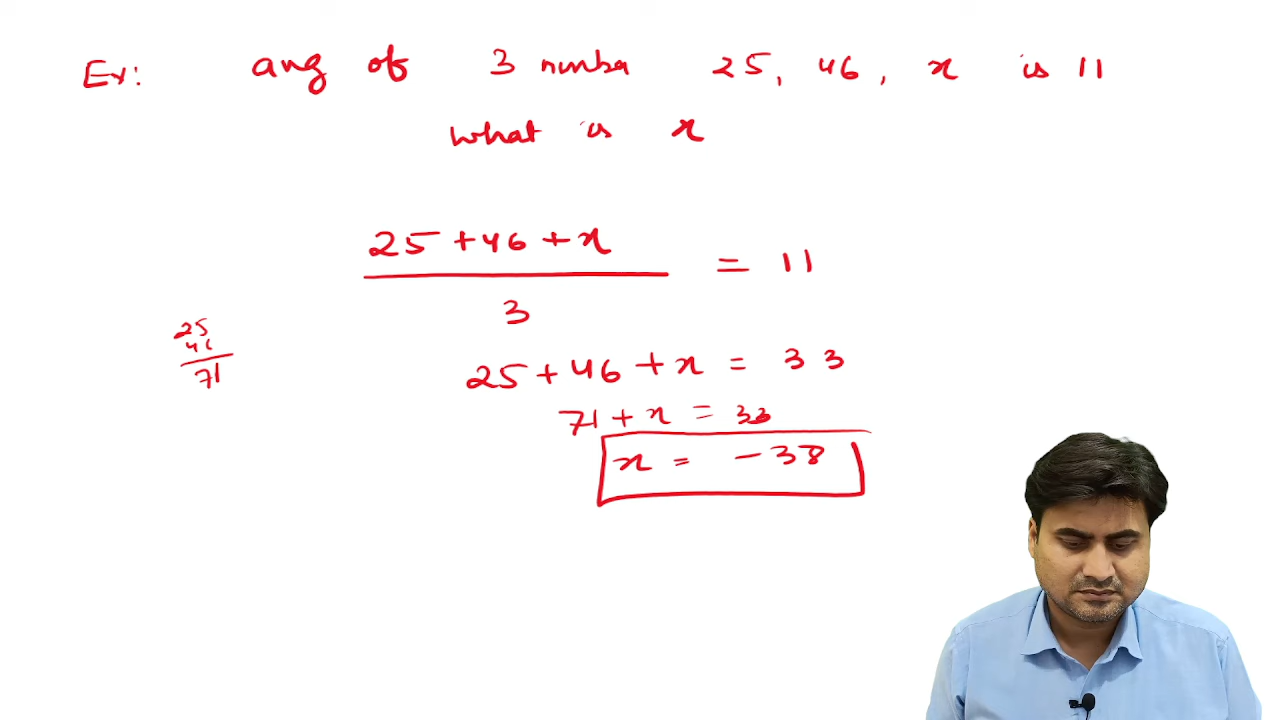 Ex: avg of 3 number 25, 46, x is 11
what is x
25 + 46 + x
= 11
3
25
46
71
25 + 46 + x = 33
71 + x = 33
x = - 38